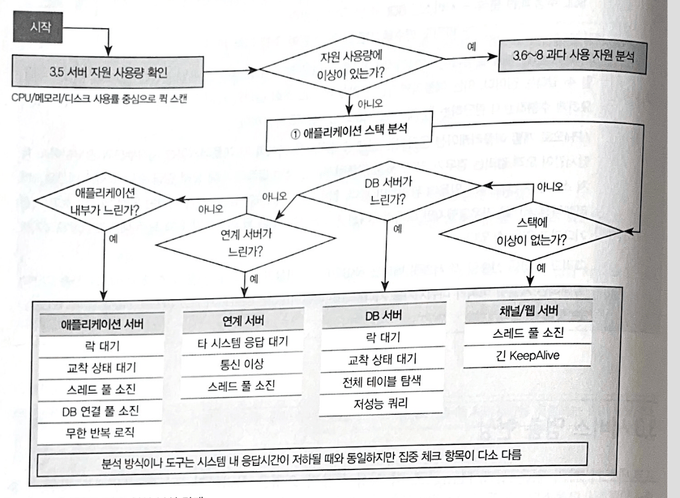 시작
3.5 서버 자원 사용량 확인
CPU/메모리/디스크 사용률 중심으로 퀵 스캔
자원 사용량에
이상이 있는가?
예
3.6~8 과다 사용 자원 분석
아니오
① 애플리케이션 스택 분석
애플리케이션
내부가 느린가?
아니오
연계 서버가
느린가?
아니오
DB 서버가
느린가?
아니오
스택에
이상이 없는가?
예
예
예
예
애플리케이션 서버
락 대기
교착 상태 대기
스레드 풀 소진
DB 연결 풀 소진
무한 반복 로직
연계 서버
타 시스템 응답 대기
통신 이상
스레드 풀 소진
DB 서버
락 대기
교착 상태 대기
전체 테이블 탐색
저성능 쿼리
채널/웹 서버
스레드 풀 소진
긴 KeepAlive
분석 방식이나 도구는 시스템 내 응답시간이 저하될 때와 동일하지만 집중 체크 항목이 다소 다름